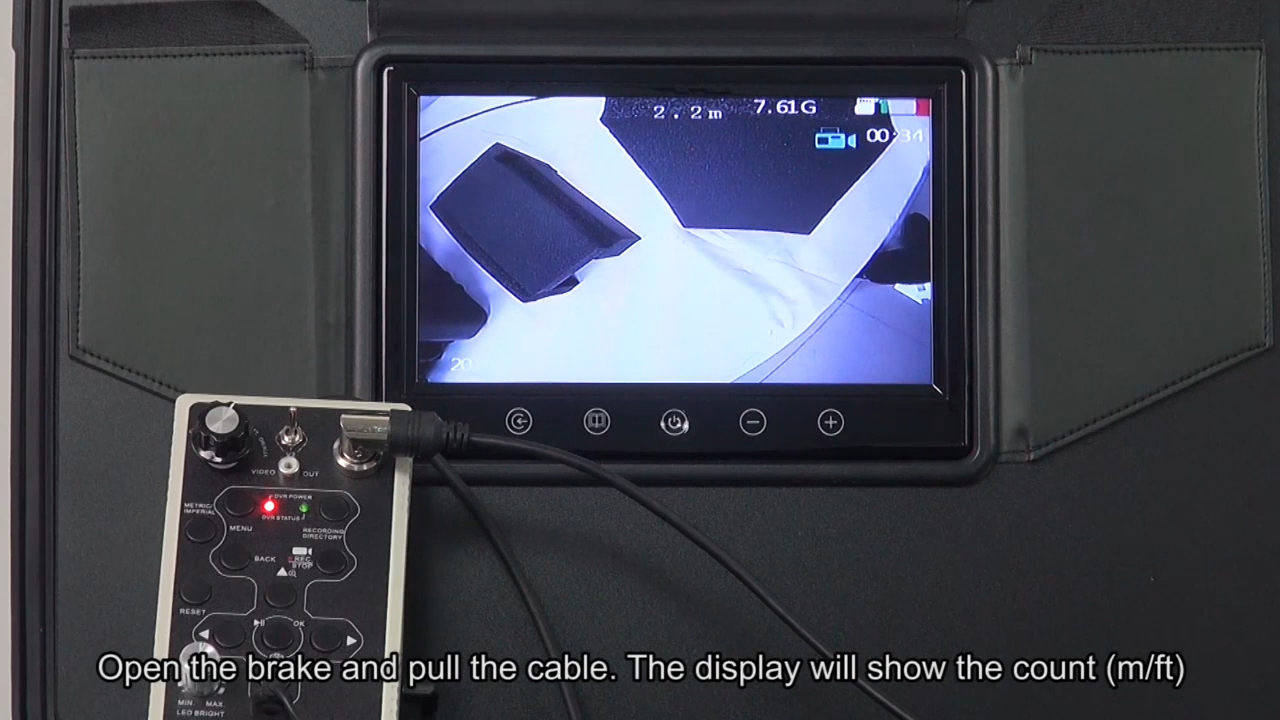 2.2m 7.61G
00:34
20
VIDEO OUT
DVR POWER
METRIC/
IMPERIAL
DVR STATUS
MENU
RECORDING
DIRECTORY
BACK
REC
STOP
RESET
OK
Open the brake and pull the cable. The display will show the count (m/ft)
MIN. MAX.
LED BRIGHT